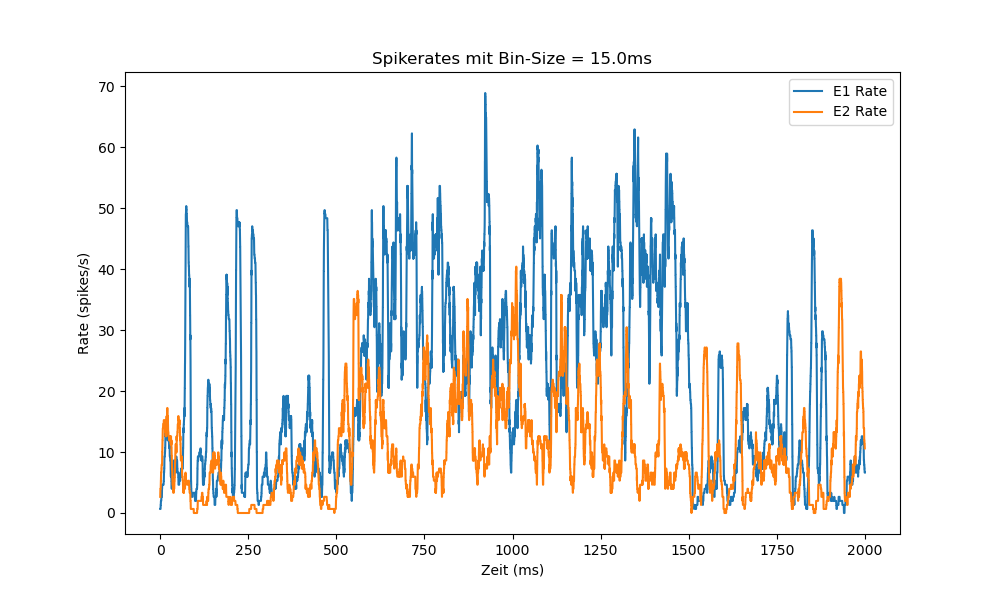 Spikerates mit Bin-Size = 15.0ms
E1 Rate
E2 Rate
Rate (spikes/s)
70
60
50
40
30
20
10
0
0 250 500 750 1000 1250 1500 1750 2000
Zeit (ms)